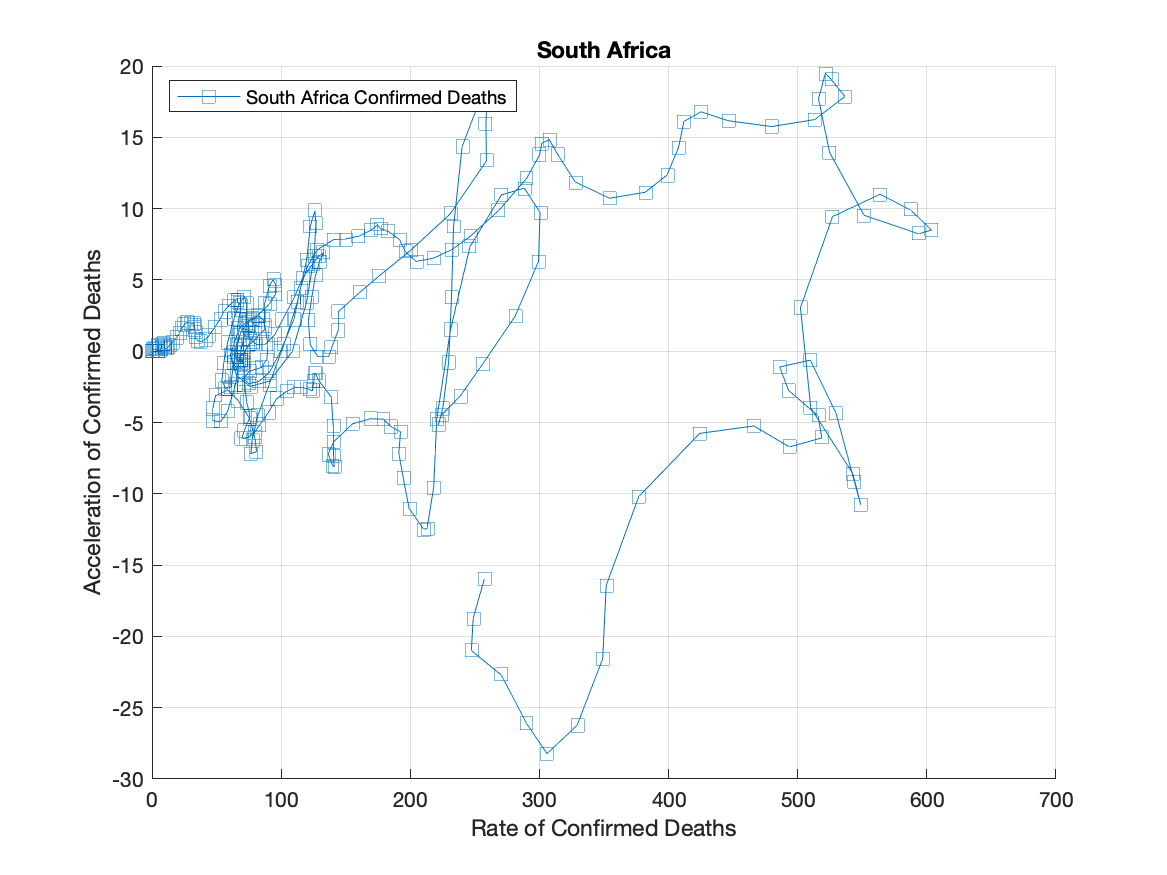 South Africa
South Africa Confirmed Deaths
Acceleration of Confirmed Deaths
20
15
10
5
0
-5
-10
-15
-20
-25
-30
0 100 200 300 400 500 600 700
Rate of Confirmed Deaths